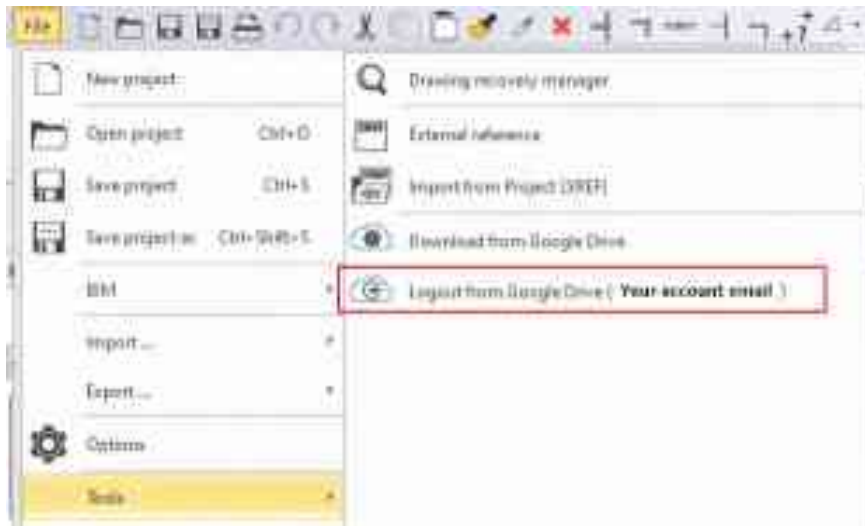 File
New project
Open project Ctrl+O
Save project Ctrl+S
Save project as Ctrl+Shift+S
BIM
Import ...
Export ...
Options
Tools
Drawing recovery manager
External reference
Import from Project (XREF)
Download from Google Drive
Logout from Google Drive ( Your account email )